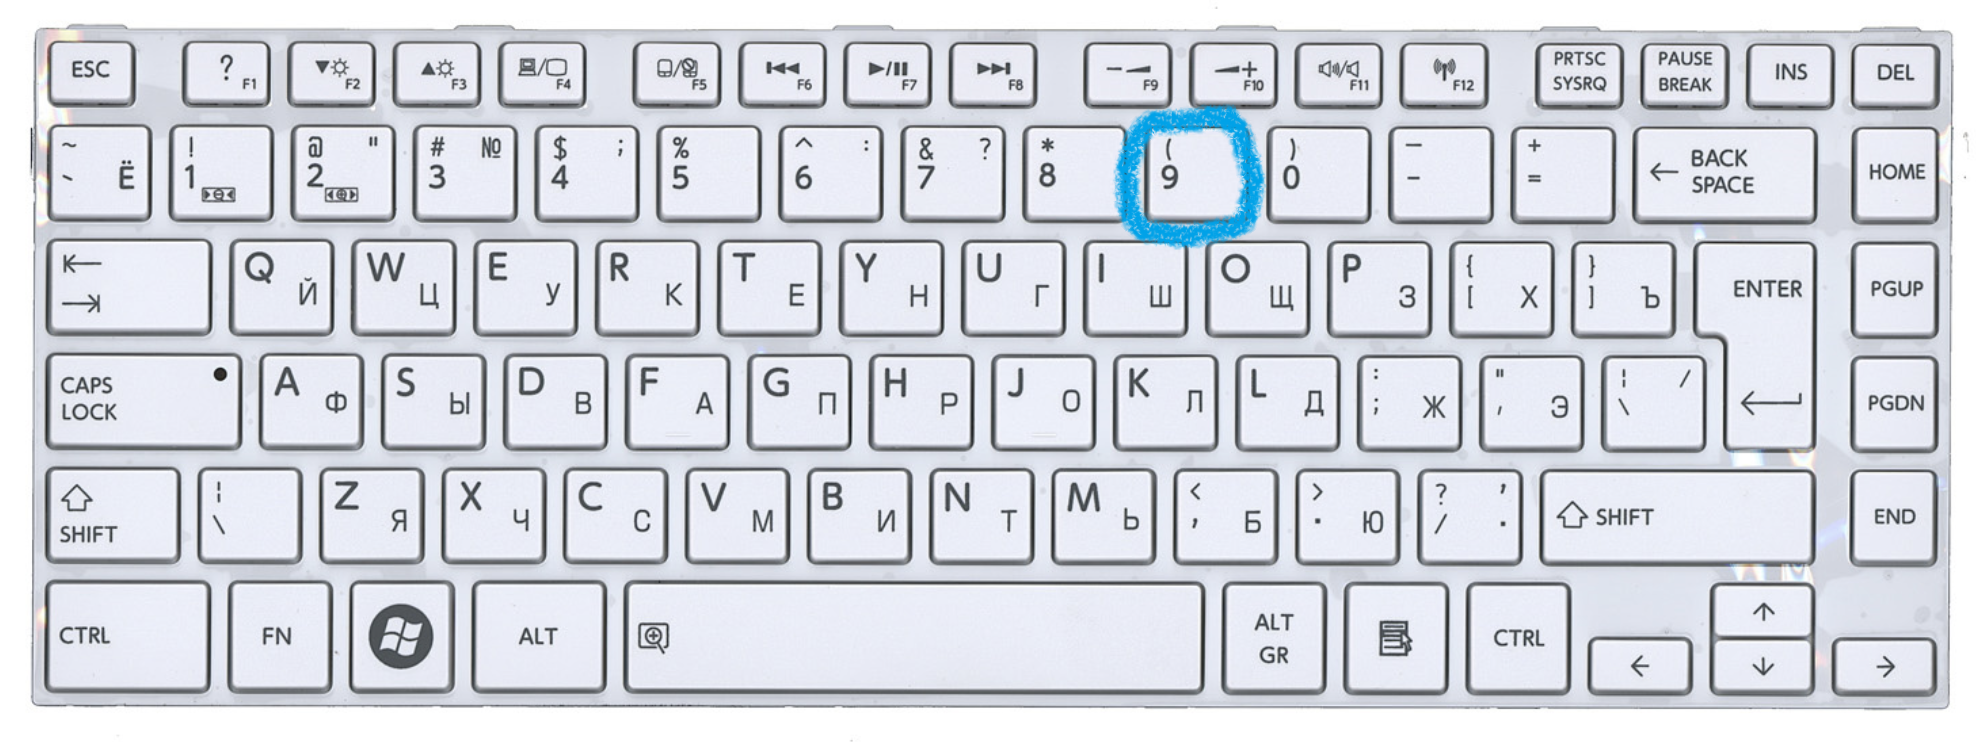 ESC ? F1 F2 F3 F4 F5 F6 F7 F8 F9 F10 F11 F12 PRTSC SYSRQ PAUSE BREAK INS DEL
~ ` Ё ! 1 @ " 2 # № 3 $ ; 4 % 5 ^ : 6 & ? 7 * 8 ( 9 ) 0 _ - + = ← BACK SPACE HOME
Q Й W Ц E У R К T Е Y Н U Г I Ш O Щ P З { [ Х } ] Ъ ENTER PGUP
CAPS LOCK A Ф S Ы D В F А G П H Р J О K Л L Д : ; Ж " ' Э ¦ / \ PGDN
SHIFT ¦ \ Z Я X Ч C С V М B И N Т M Ь < , Б > . Ю ? , / . SHIFT END
CTRL FN ALT ALT GR CTRL ← ↑ ↓ →